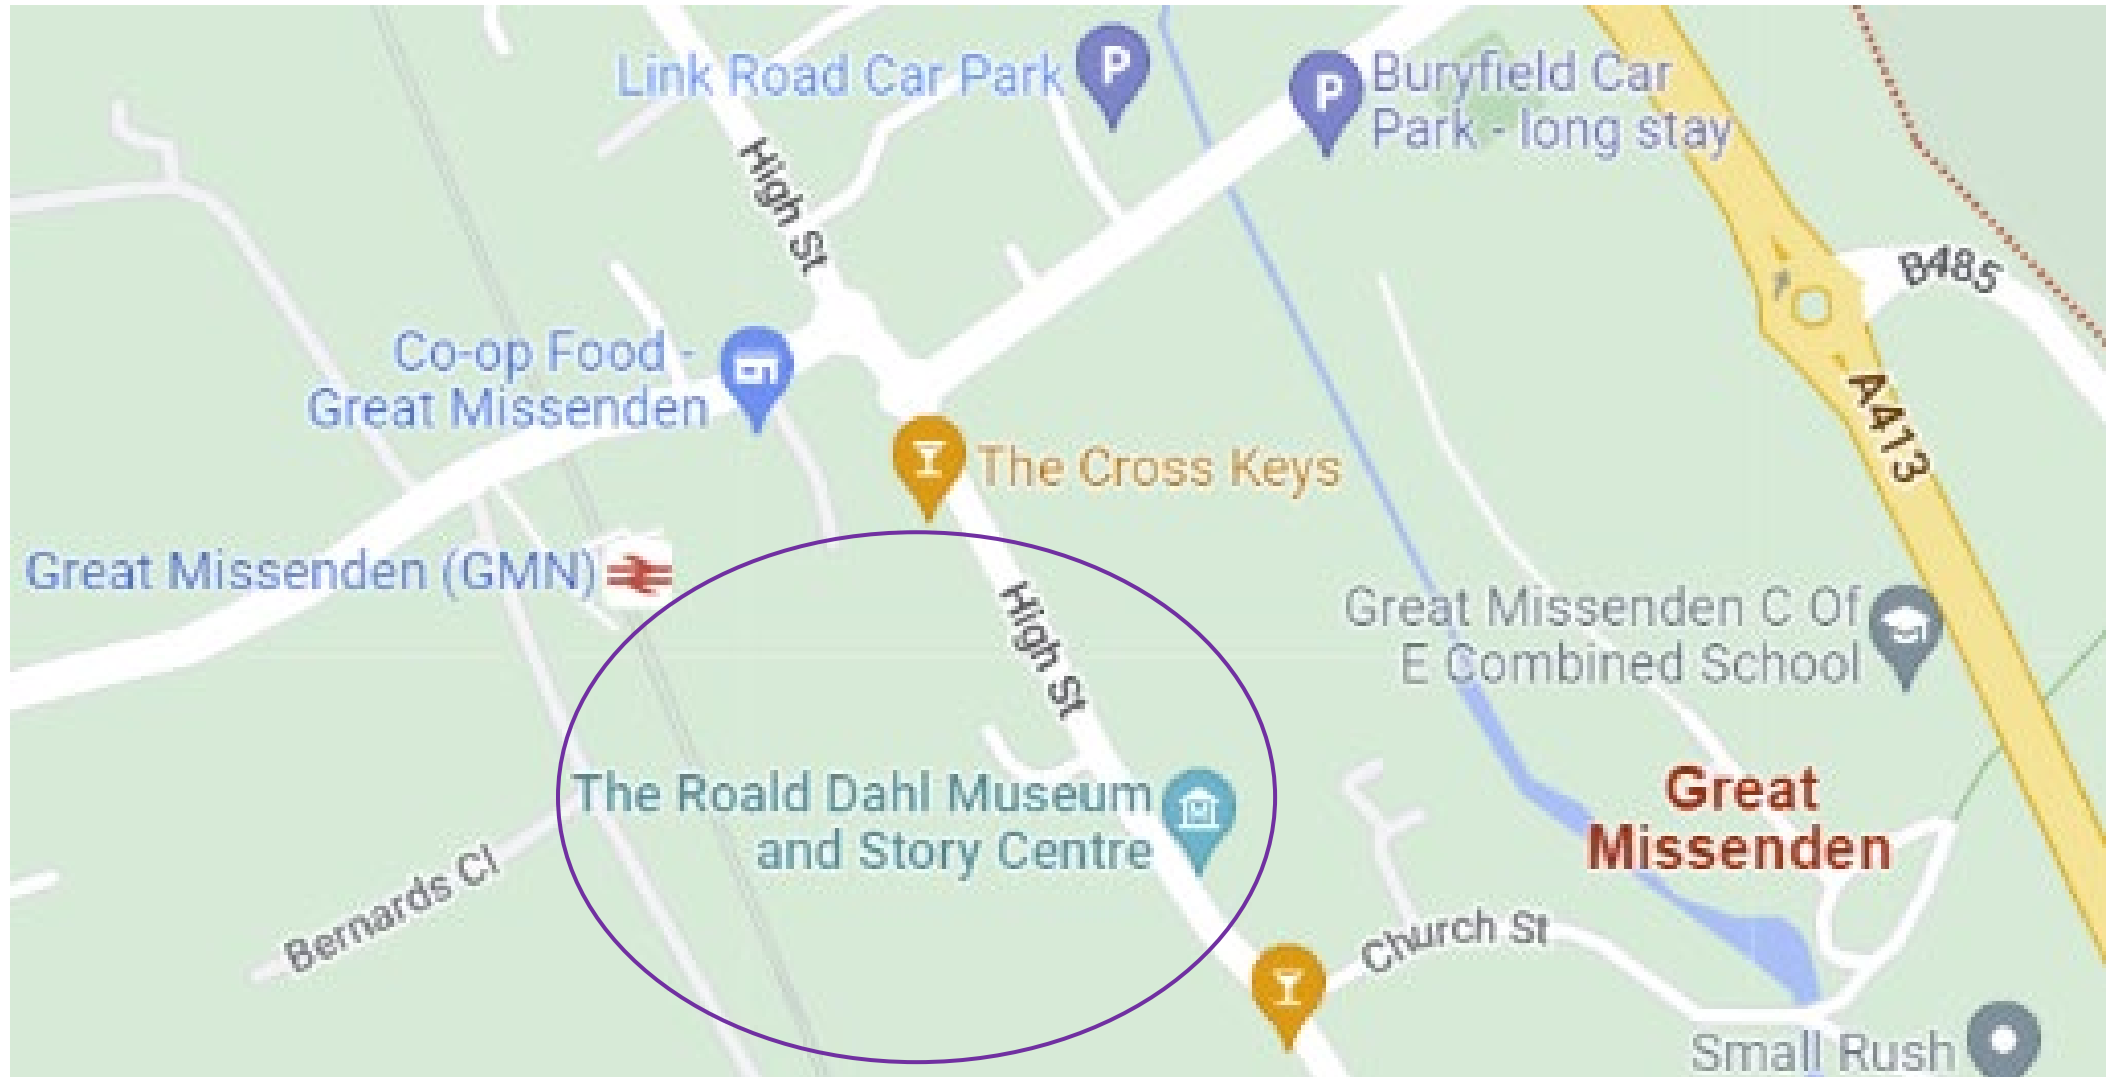 Link Road Car Park
P
P
Buryfield Car
Park - long stay
High St
B485
Co-op Food -
Great Missenden
A413
The Cross Keys
Great Missenden (GMN)
High St
Great Missenden C Of
E Combined School
The Roald Dahl Museum
and Story Centre
Great
Missenden
Bernards Cl
Church St
Small Rush